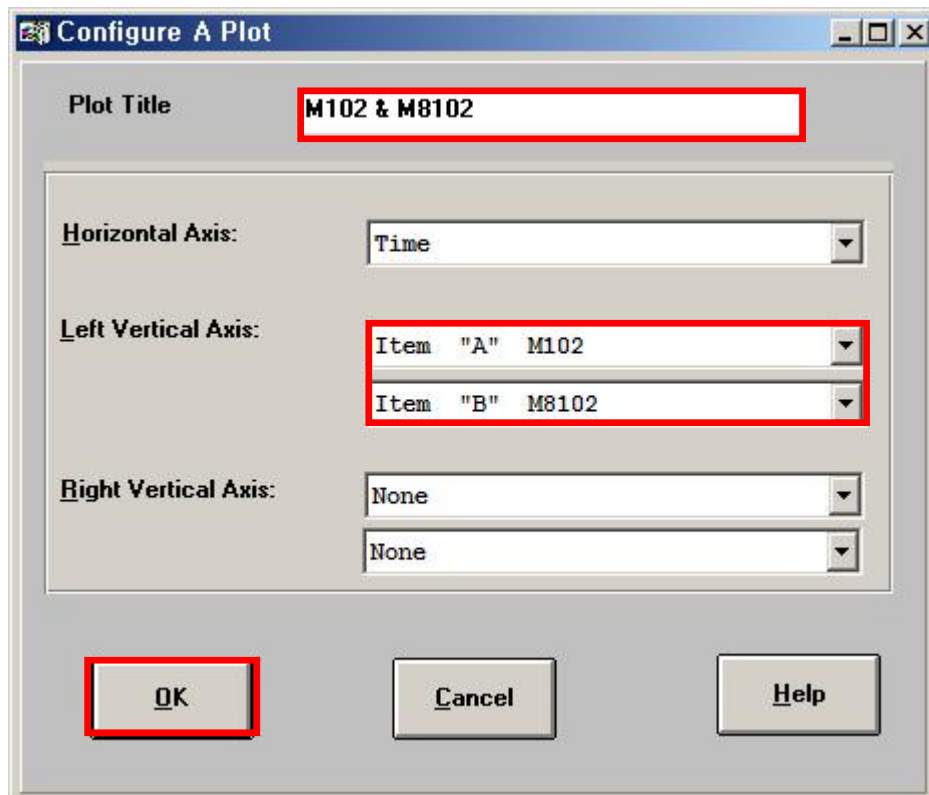 Configure A Plot
Plot Title
M102 & M8102
Horizontal Axis:
Time
Left Vertical Axis:
Item "A" M102
Item "B" M8102
Right Vertical Axis:
None
None
OK
Cancel
Help